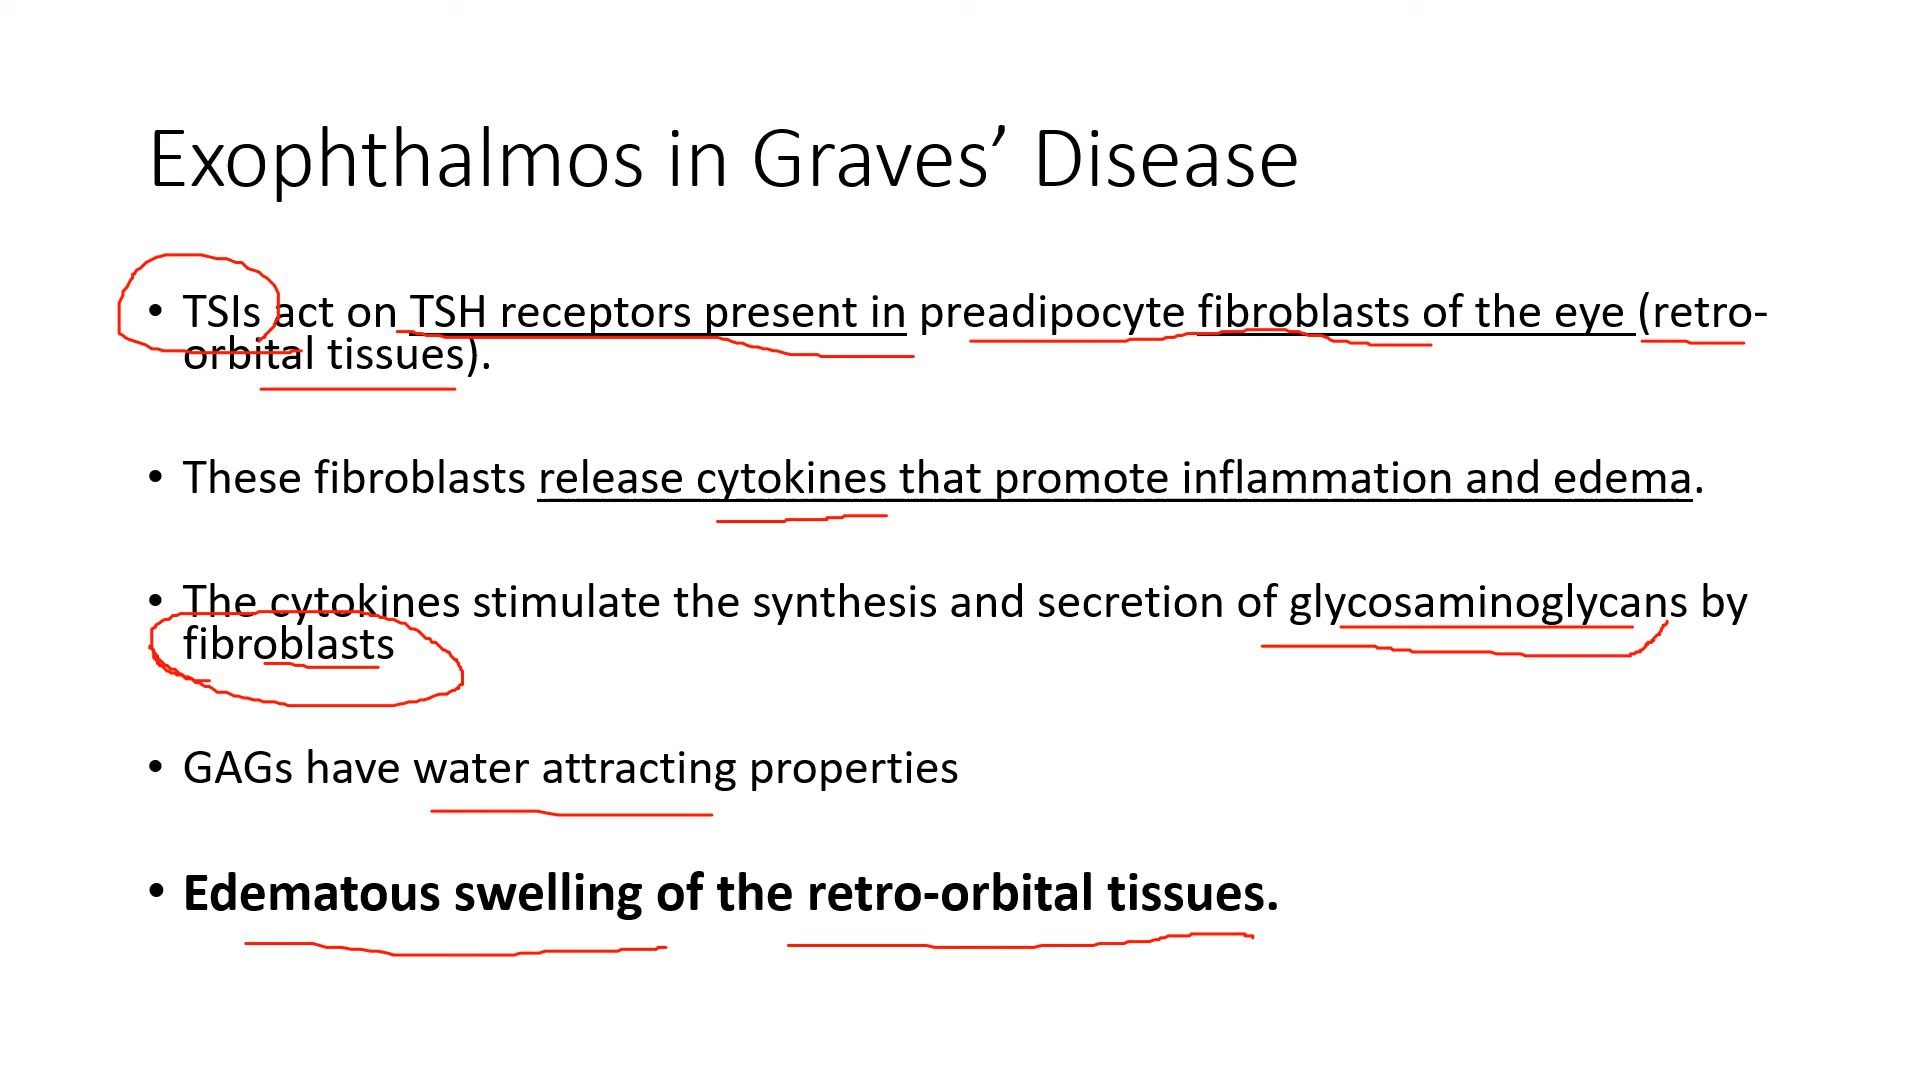 Exophthalmos in Graves’ Disease
• TSIs act on TSH receptors present in preadipocyte fibroblasts of the eye (retro-
orbital tissues).
• These fibroblasts release cytokines that promote inflammation and edema.
• The cytokines stimulate the synthesis and secretion of glycosaminoglycans by
fibroblasts
• GAGs have water attracting properties
• Edematous swelling of the retro-orbital tissues.